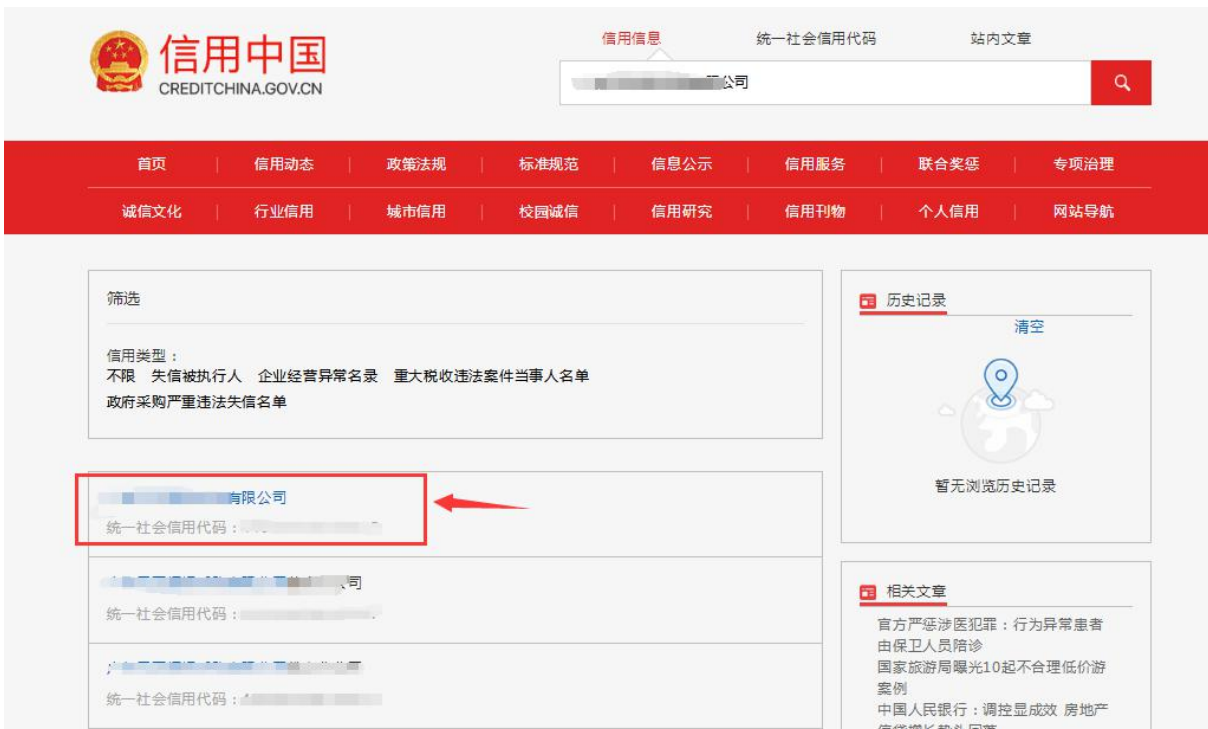 信用中国
CREDITCHINA.GOV.CN
信用信息 统一社会信用代码 站内文章
公司
首页 信用动态 政策法规 标准规范 信息公示 信用服务 联合奖惩 专项治理
诚信文化 行业信用 城市信用 校园诚信 信用研究 信用刊物 个人信用 网站导航
筛选
信用类型：
不限 失信被执行人 企业经营异常名录 重大税收违法案件当事人名单
政府采购严重违法失信名单
有限公司
统一社会信用代码：
司
统一社会信用代码：
统一社会信用代码：
历史记录
清空
暂无浏览历史记录
相关文章
官方严惩涉医犯罪：行为异常患者
由保卫人员陪诊
国家旅游局曝光10起不合理低价游
案例
中国人民银行：调控显成效 房地产